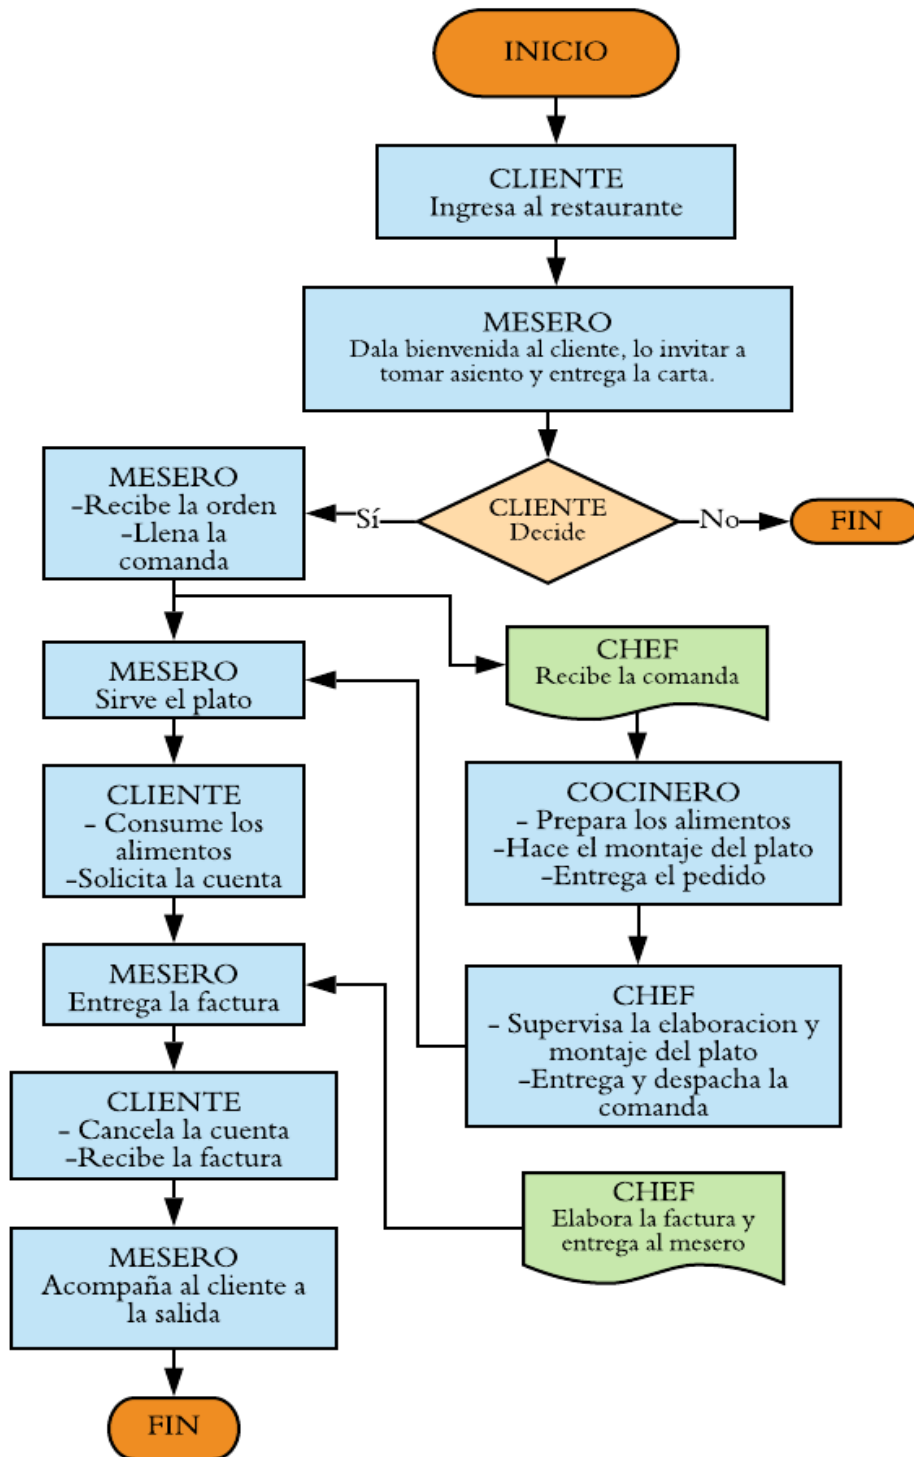 INICIO
CLIENTE
Ingresa al restaurante
MESERO
Dala bienvenida al cliente, lo invitar a
tomar asiento y entrega la carta.
CLIENTE
Decide
Sí
No
FIN
MESERO
-Recibe la orden
-Llena la
comanda
CHEF
Recibe la comanda
MESERO
Sirve el plato
COCINERO
- Prepara los alimentos
-Hace el montaje del plato
-Entrega el pedido
CLIENTE
- Consume los
alimentos
-Solicita la cuenta
MESERO
Entrega la factura
CHEF
- Supervisa la elaboracion y
montaje del plato
-Entrega y despacha la
comanda
CLIENTE
- Cancela la cuenta
-Recibe la factura
CHEF
Elabora la factura y
entrega al mesero
MESERO
Acompaña al cliente a
la salida
FIN